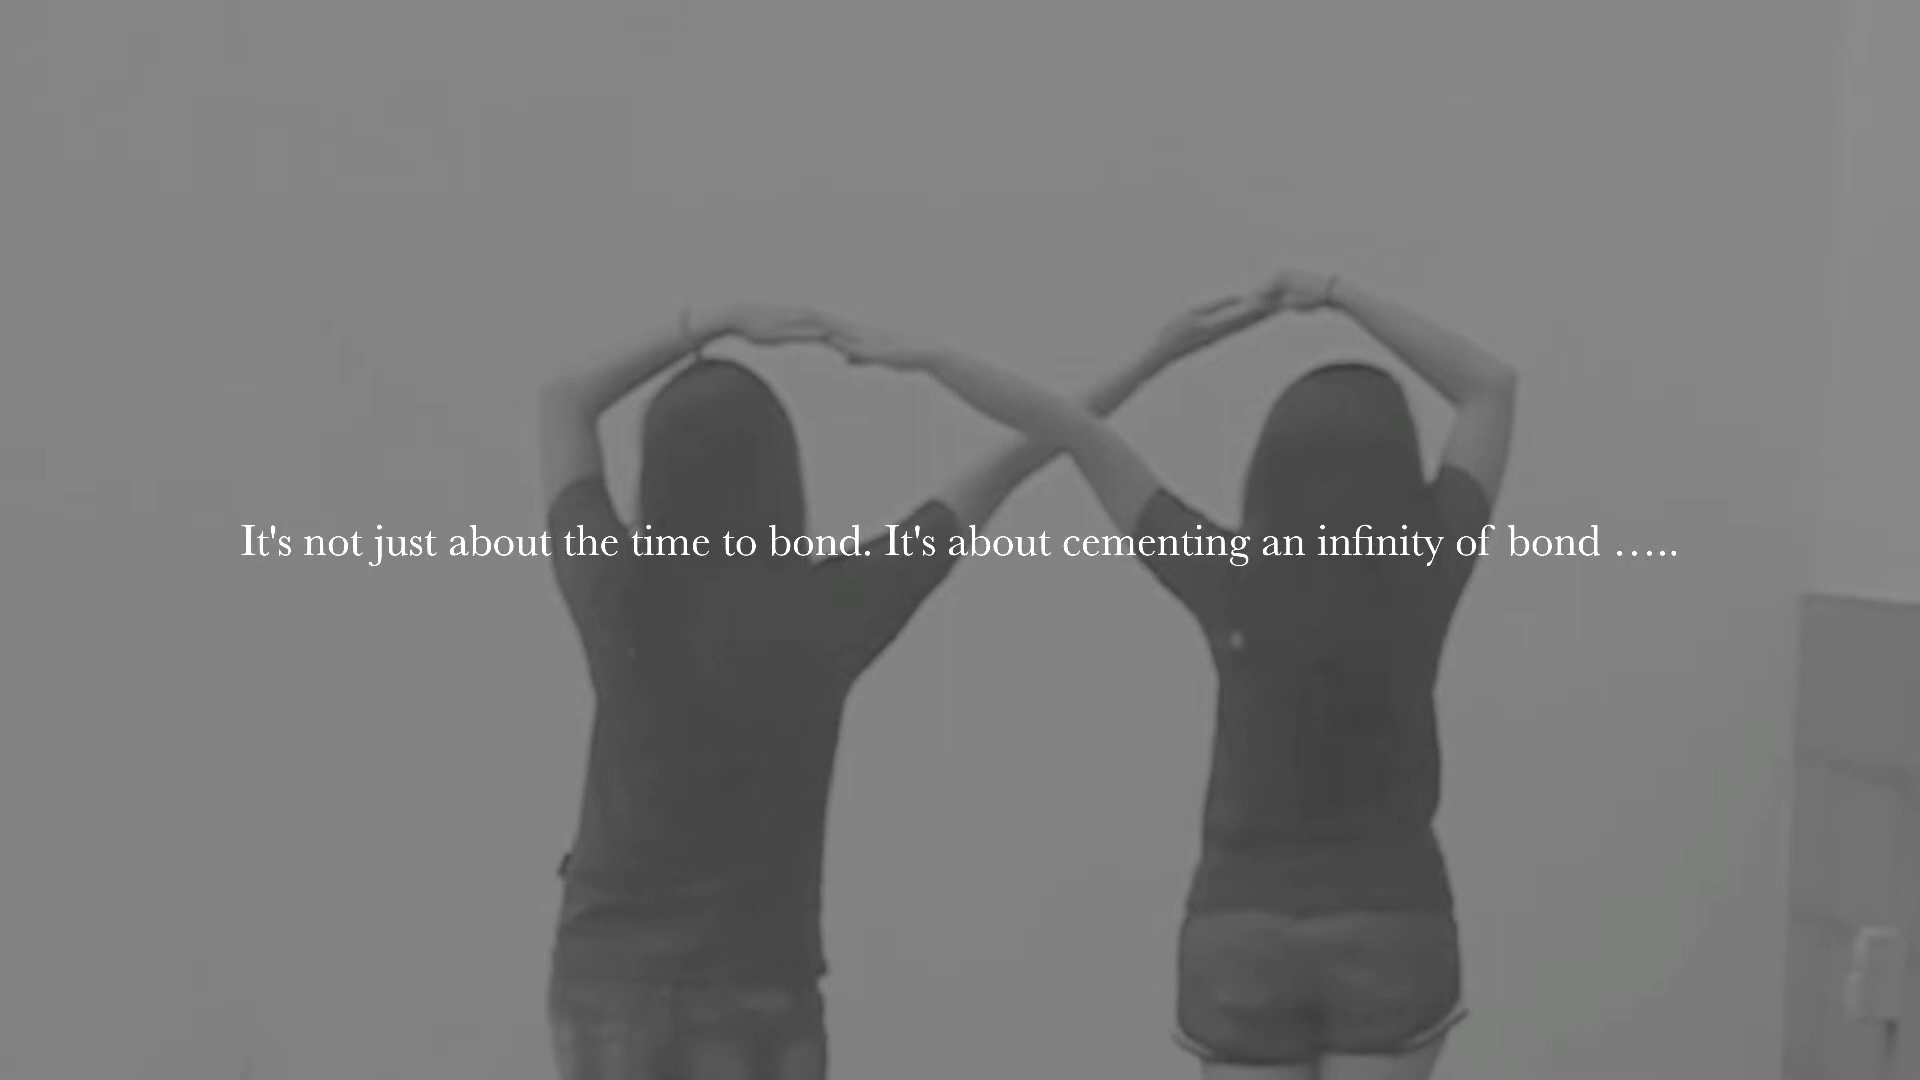 It's not just about the time to bond. It's about cementing an infinity of bond …..